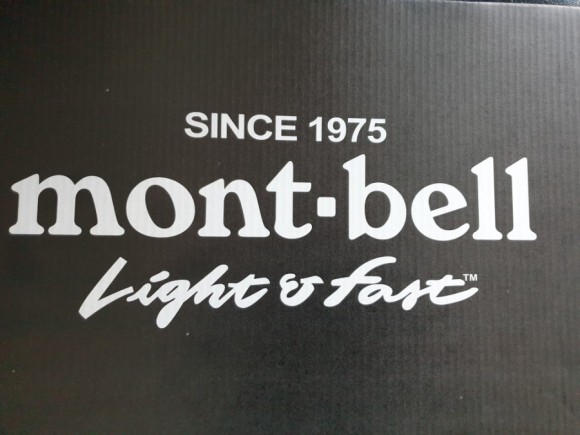 SINCE 1975
mont·bell
Light & Fast™